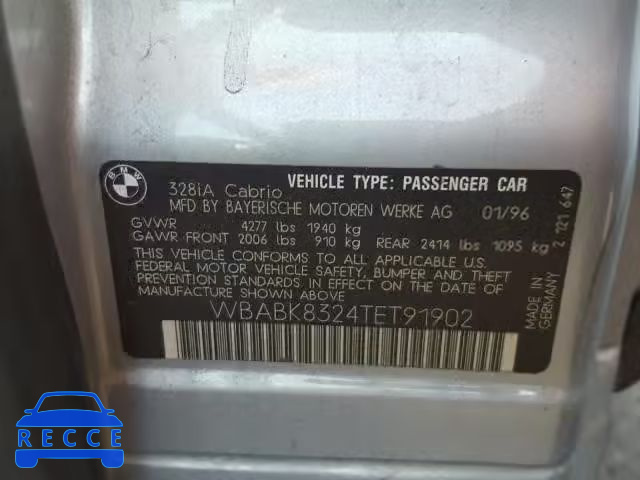 BMW
328iA Cabrio VEHICLE TYPE: PASSENGER CAR
MFD BY BAYERISCHE MOTOREN WERKE AG 01/96
GVWR 4277 lbs 1940 kg
GAWR FRONT 2006 lbs 910 kg REAR 2414 lbs 1095 kg
THIS VEHICLE CONFORMS TO ALL APPLICABLE U.S.
FEDERAL MOTOR VEHICLE SAFETY, BUMPER AND THEFT
PREVENTION STANDARDS IN EFFECT ON THE DATE OF
MANUFACTURE SHOWN ABOVE
WBABK8324TET91902
2 121 647
MADE IN
GERMANY
RECCE